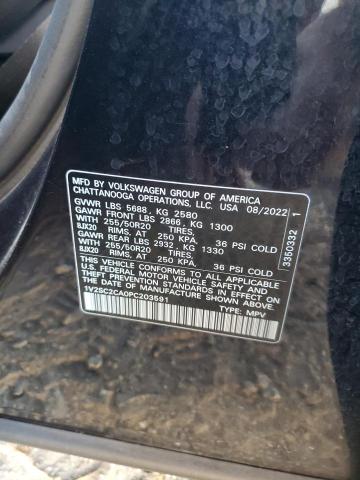 MFD. BY VOLKSWAGEN GROUP OF AMERICA
CHATTANOOGA OPERATIONS, LLC. USA 08/2022
GVWR LBS 5688, KG 2580
GAWR FRONT LBS 2866, KG 1300
WITH 255/50R20 TIRES,
8JX20 RIMS, AT 250 KPA, 36 PSI COLD
GAWR REAR LBS 2932, KG 1330
WITH 255/50R20 TIRES,
8JX20 RIMS, AT 250 KPA, 36 PSI COLD
THIS VEHICLE CONFORMS TO ALL APPLICABLE
U.S. FEDERAL MOTOR VEHICLE SAFETY AND
THEFT PREVENTION STANDARDS IN EFFECT
ON THE DATE OF MANUFACTURE SHOWN ABOVE.
1V2SC2CA0PC203591
TYPE: MPV
3350332 1